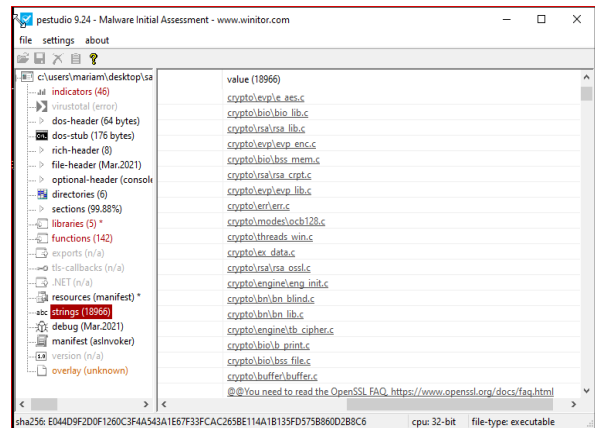 pestudio 9.24 - Malware Initial Assessment - www.winitor.com
file settings about
c:\users\mariam\desktop\sa
indicators (46)
virustotal (error)
dos-header (64 bytes)
dos-stub (176 bytes)
rich-header (8)
file-header (Mar.2021)
optional-header (console
directories (6)
sections (99.88%)
libraries (5) *
functions (142)
exports (n/a)
tls-callbacks (n/a)
.NET (n/a)
resources (manifest) *
abc strings (18966)
debug (Mar.2021)
manifest (asInvoker)
1.0 version (n/a)
overlay (unknown)
value (18966)
crypto\evp\e_aes.c
crypto\bio\bio_lib.c
crypto\rsa\rsa_lib.c
crypto\evp\evp_enc.c
crypto\bio\bss_mem.c
crypto\rsa\rsa_crpt.c
crypto\evp\evp_lib.c
crypto\err\err.c
crypto\modes\ocb128.c
crypto\threads_win.c
crypto\ex_data.c
crypto\rsa\rsa_ossl.c
crypto\engine\eng_init.c
crypto\bn\bn_blind.c
crypto\bn\bn_lib.c
crypto\engine\tb_cipher.c
crypto\bio\b_print.c
crypto\bio\bss_file.c
crypto\buffer\buffer.c
@@You need to read the OpenSSL FAQ, https://www.openssl.org/docs/faq.html
sha256: E044D9F2D0F1260C3F4A543A1E67F33FCAC265BE114A1B135FD575B860D2B8C6 cpu: 32-bit file-type: executable